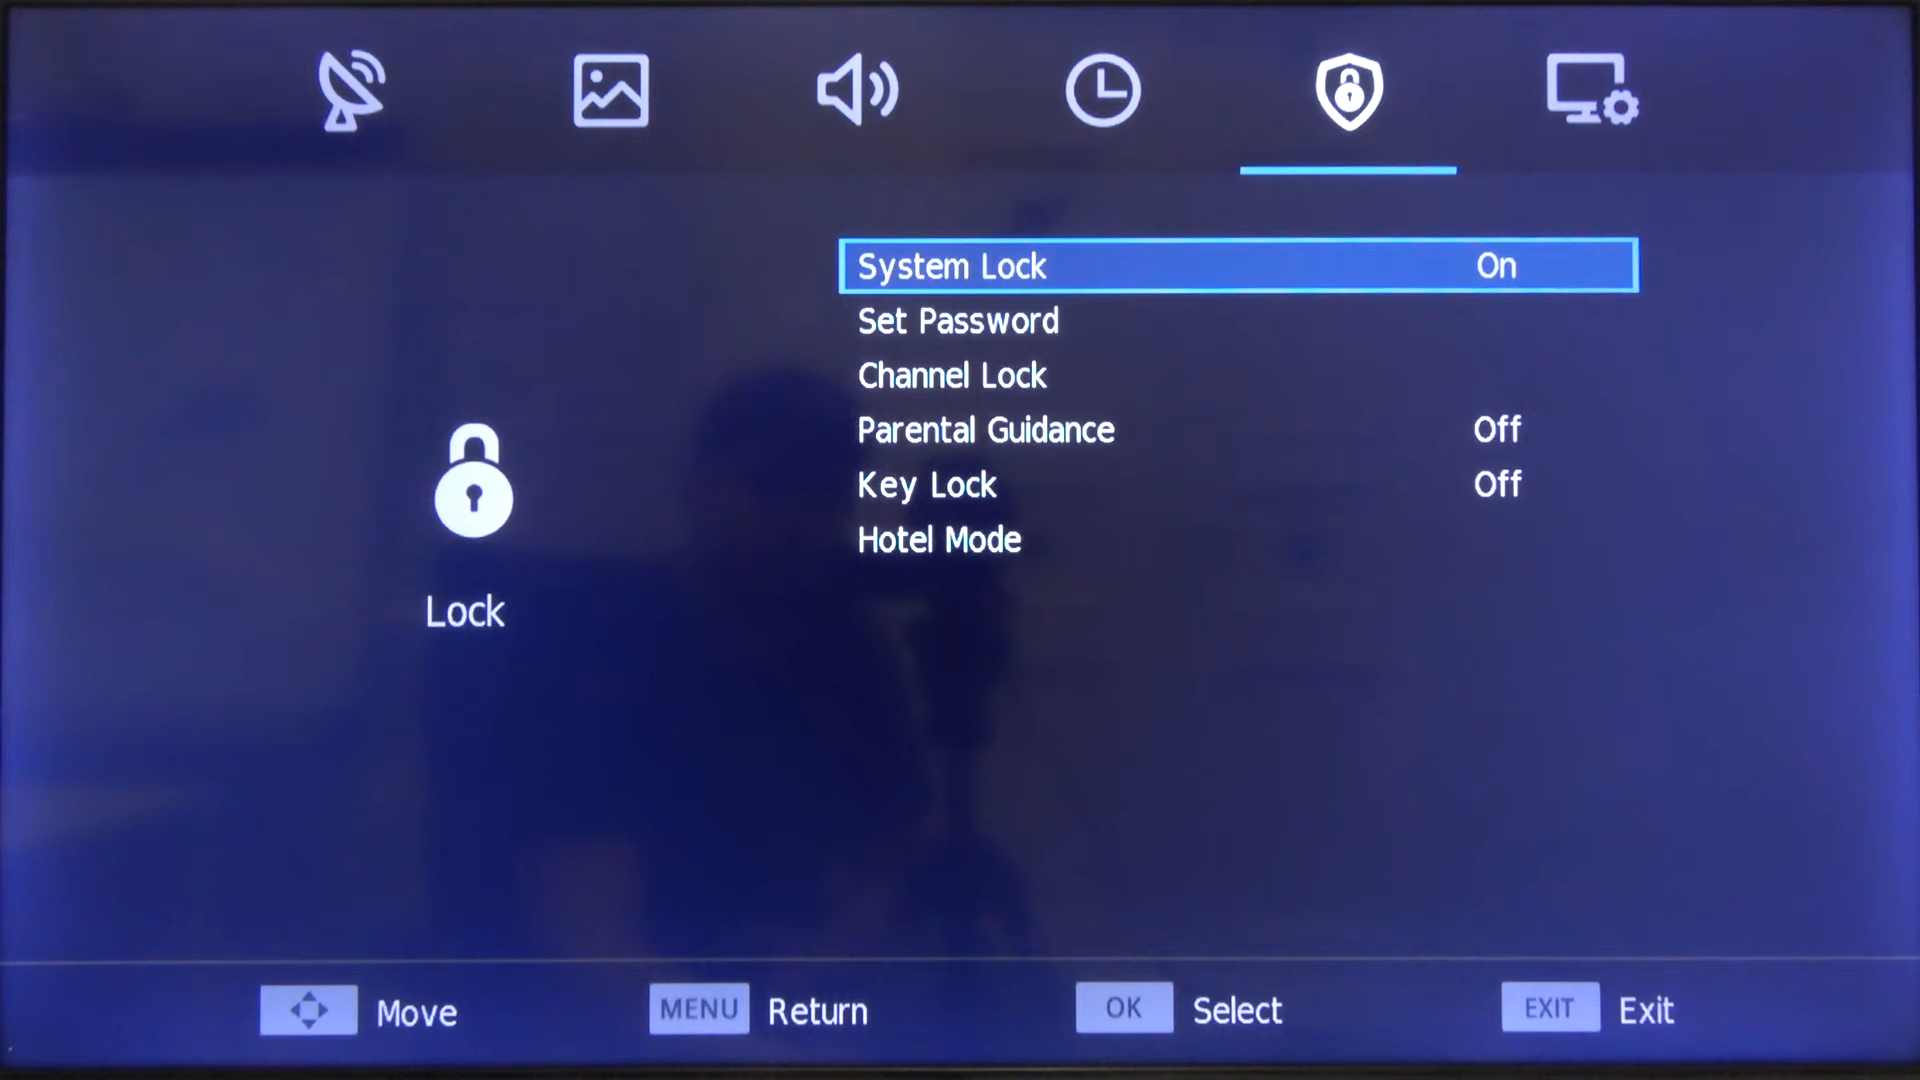 System Lock On
Set Password
Channel Lock
Parental Guidance Off
Key Lock Off
Hotel Mode
Lock
Move MENU Return OK Select EXIT Exit